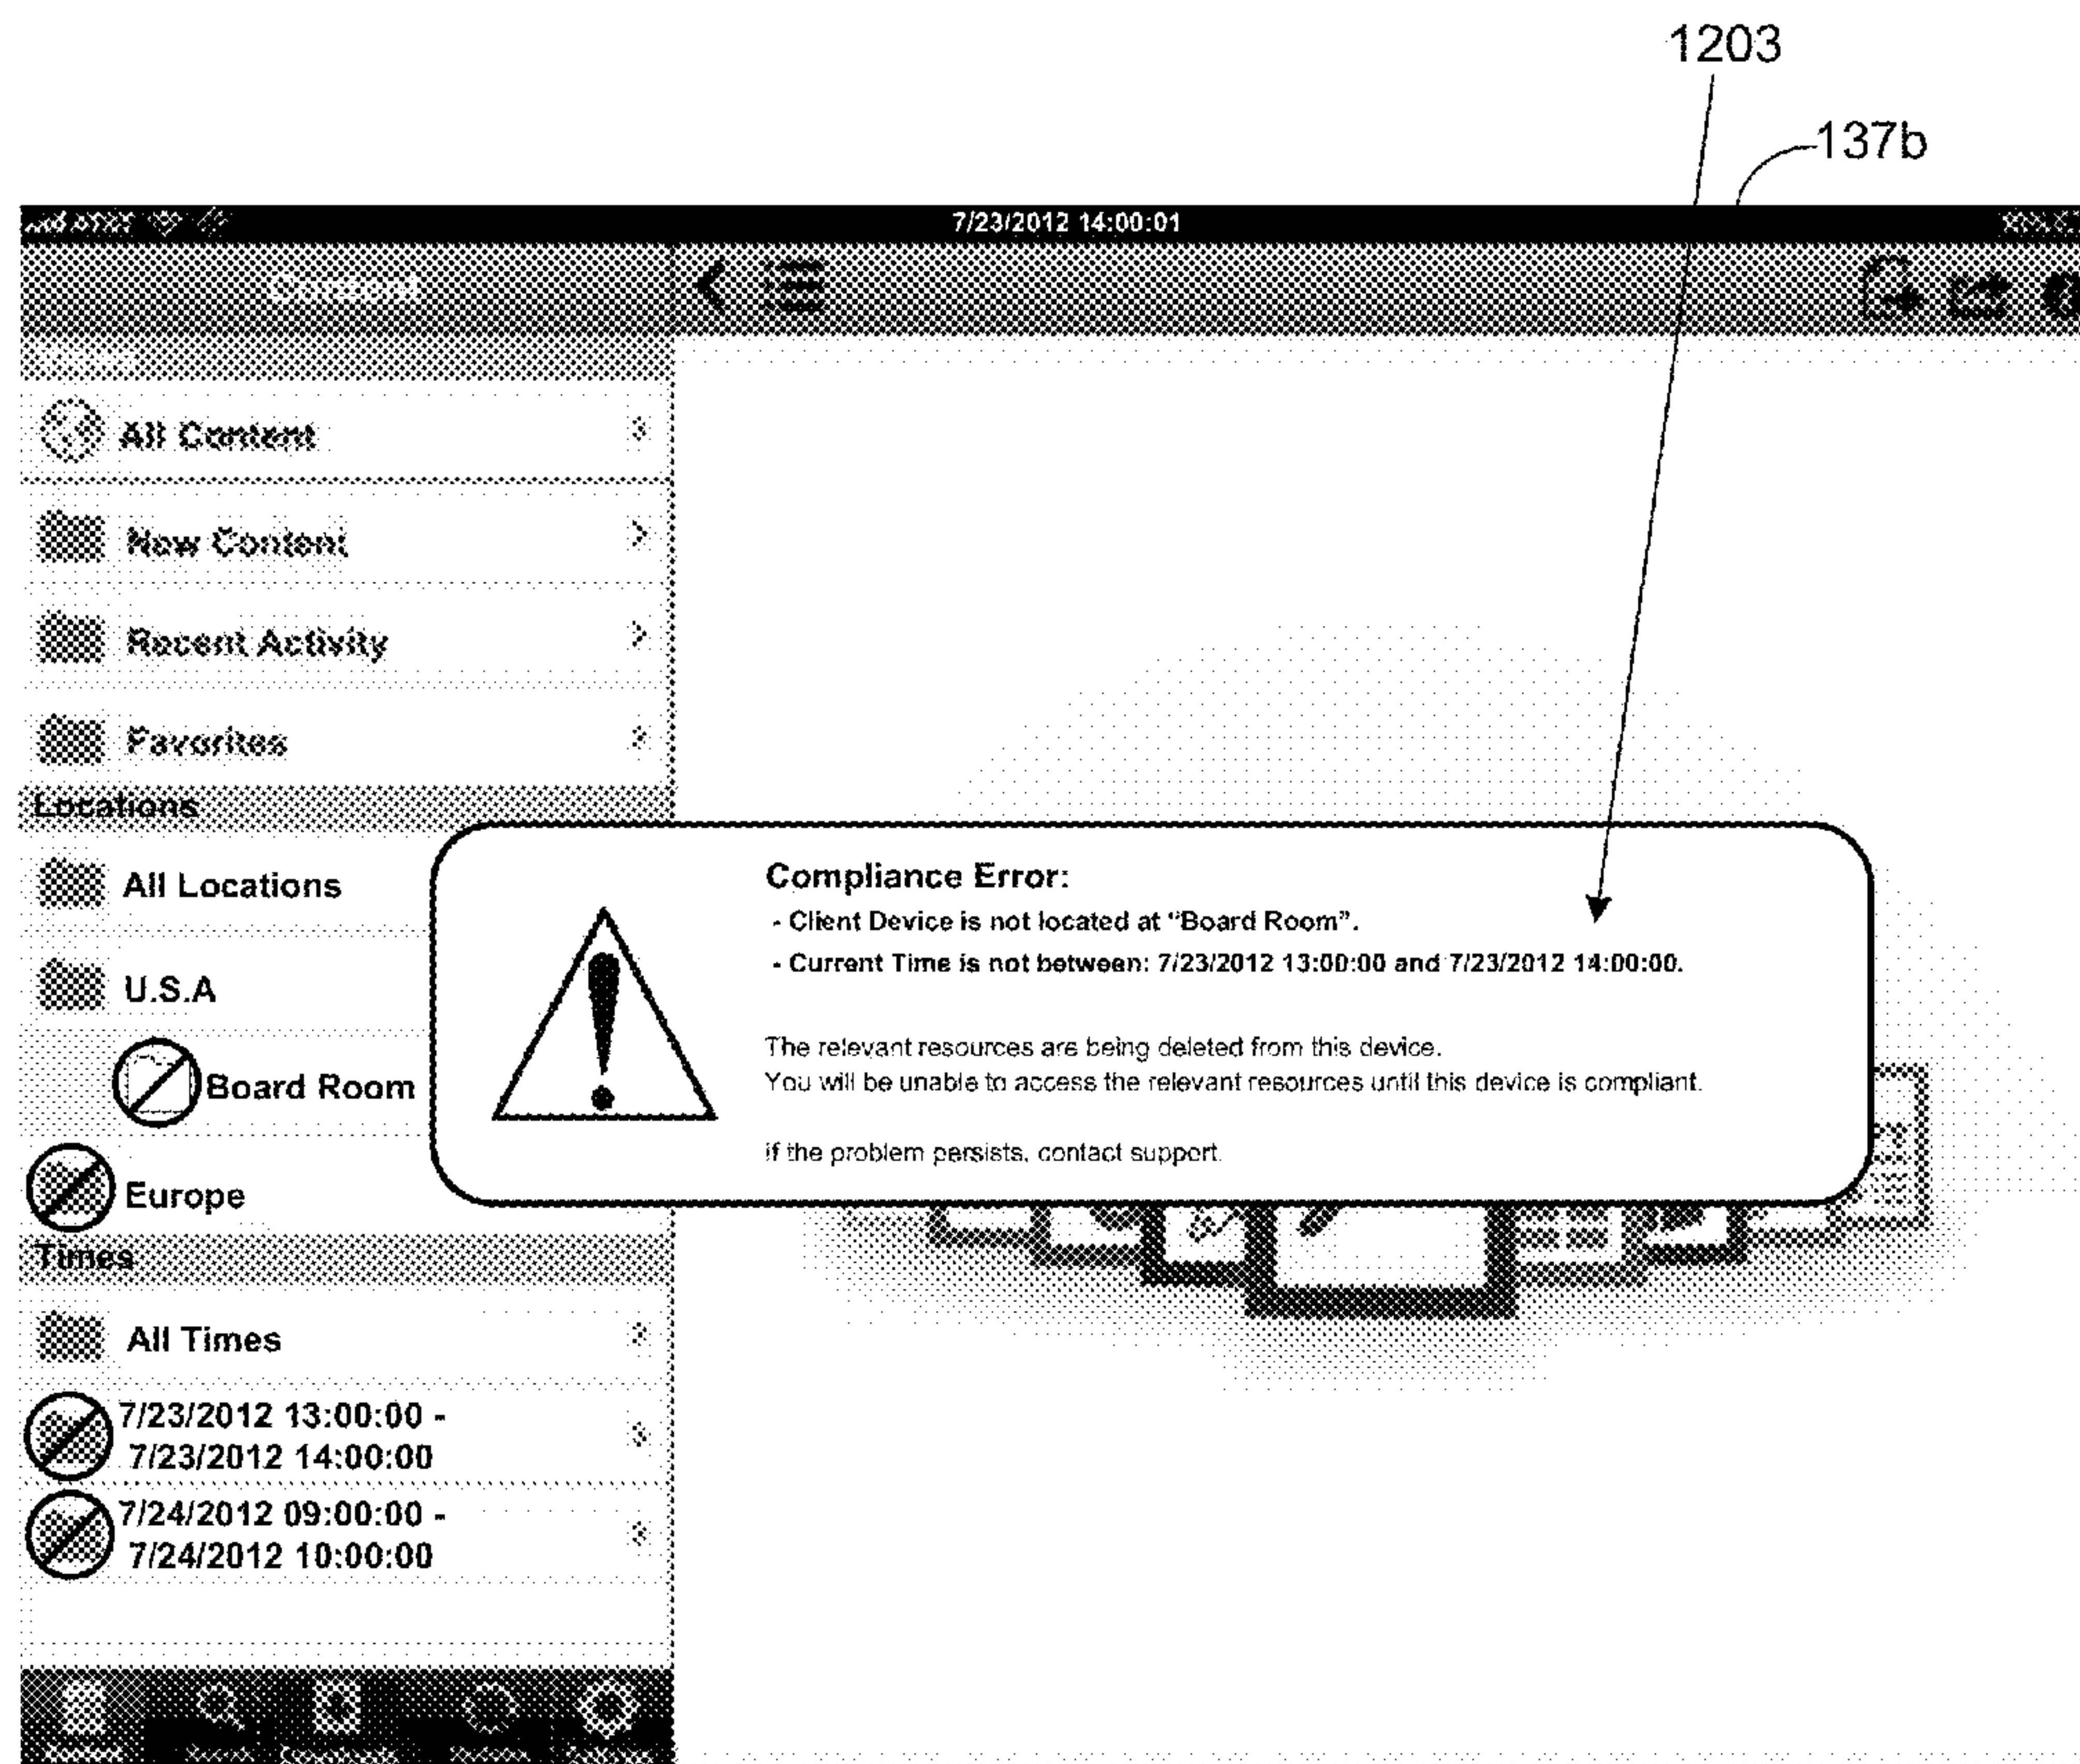 1203
137b
7/23/2012 14:00:01
Content
All Content
New Content
Recent Activity
Favorites
Locations
All Locations
U.S.A
Board Room
Europe
Times
All Times
7/23/2012 13:00:00 -
7/23/2012 14:00:00
7/24/2012 09:00:00 -
7/24/2012 10:00:00
Compliance Error:
- Client Device is not located at “Board Room”.
- Current Time is not between: 7/23/2012 13:00:00 and 7/23/2012 14:00:00.
The relevant resources are being deleted from this device.
You will be unable to access the relevant resources until this device is compliant.
if the problem persists, contact support.